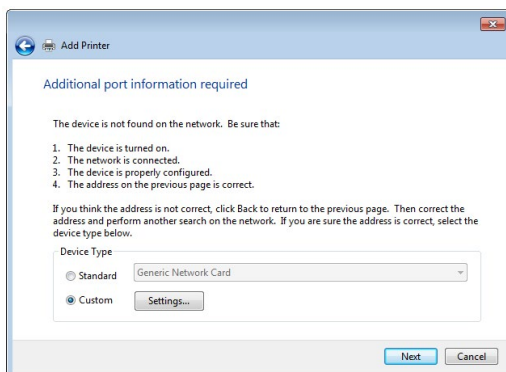 Add Printer
Additional port information required
The device is not found on the network.  Be sure that:
1.  The device is turned on.
2.  The network is connected.
3.  The device is properly configured.
4.  The address on the previous page is correct.
If you think the address is not correct, click Back to return to the previous page.  Then correct the
address and perform another search on the network.  If you are sure the address is correct, select the
device type below.
Device Type
Standard
Generic Network Card
Custom
Settings...
Next
Cancel